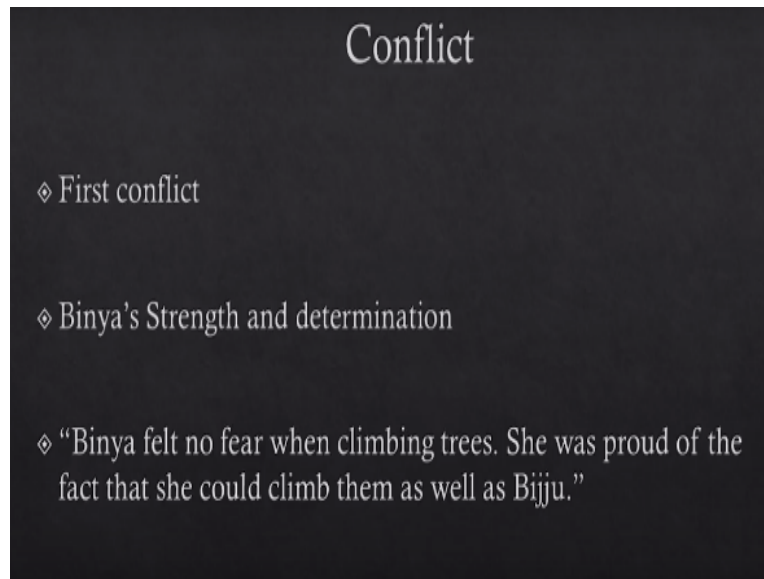 Conflict
First conflict
Binya’s Strength and determination
“Binya felt no fear when climbing trees. She was proud of the
fact that she could climb them as well as Bijju.”